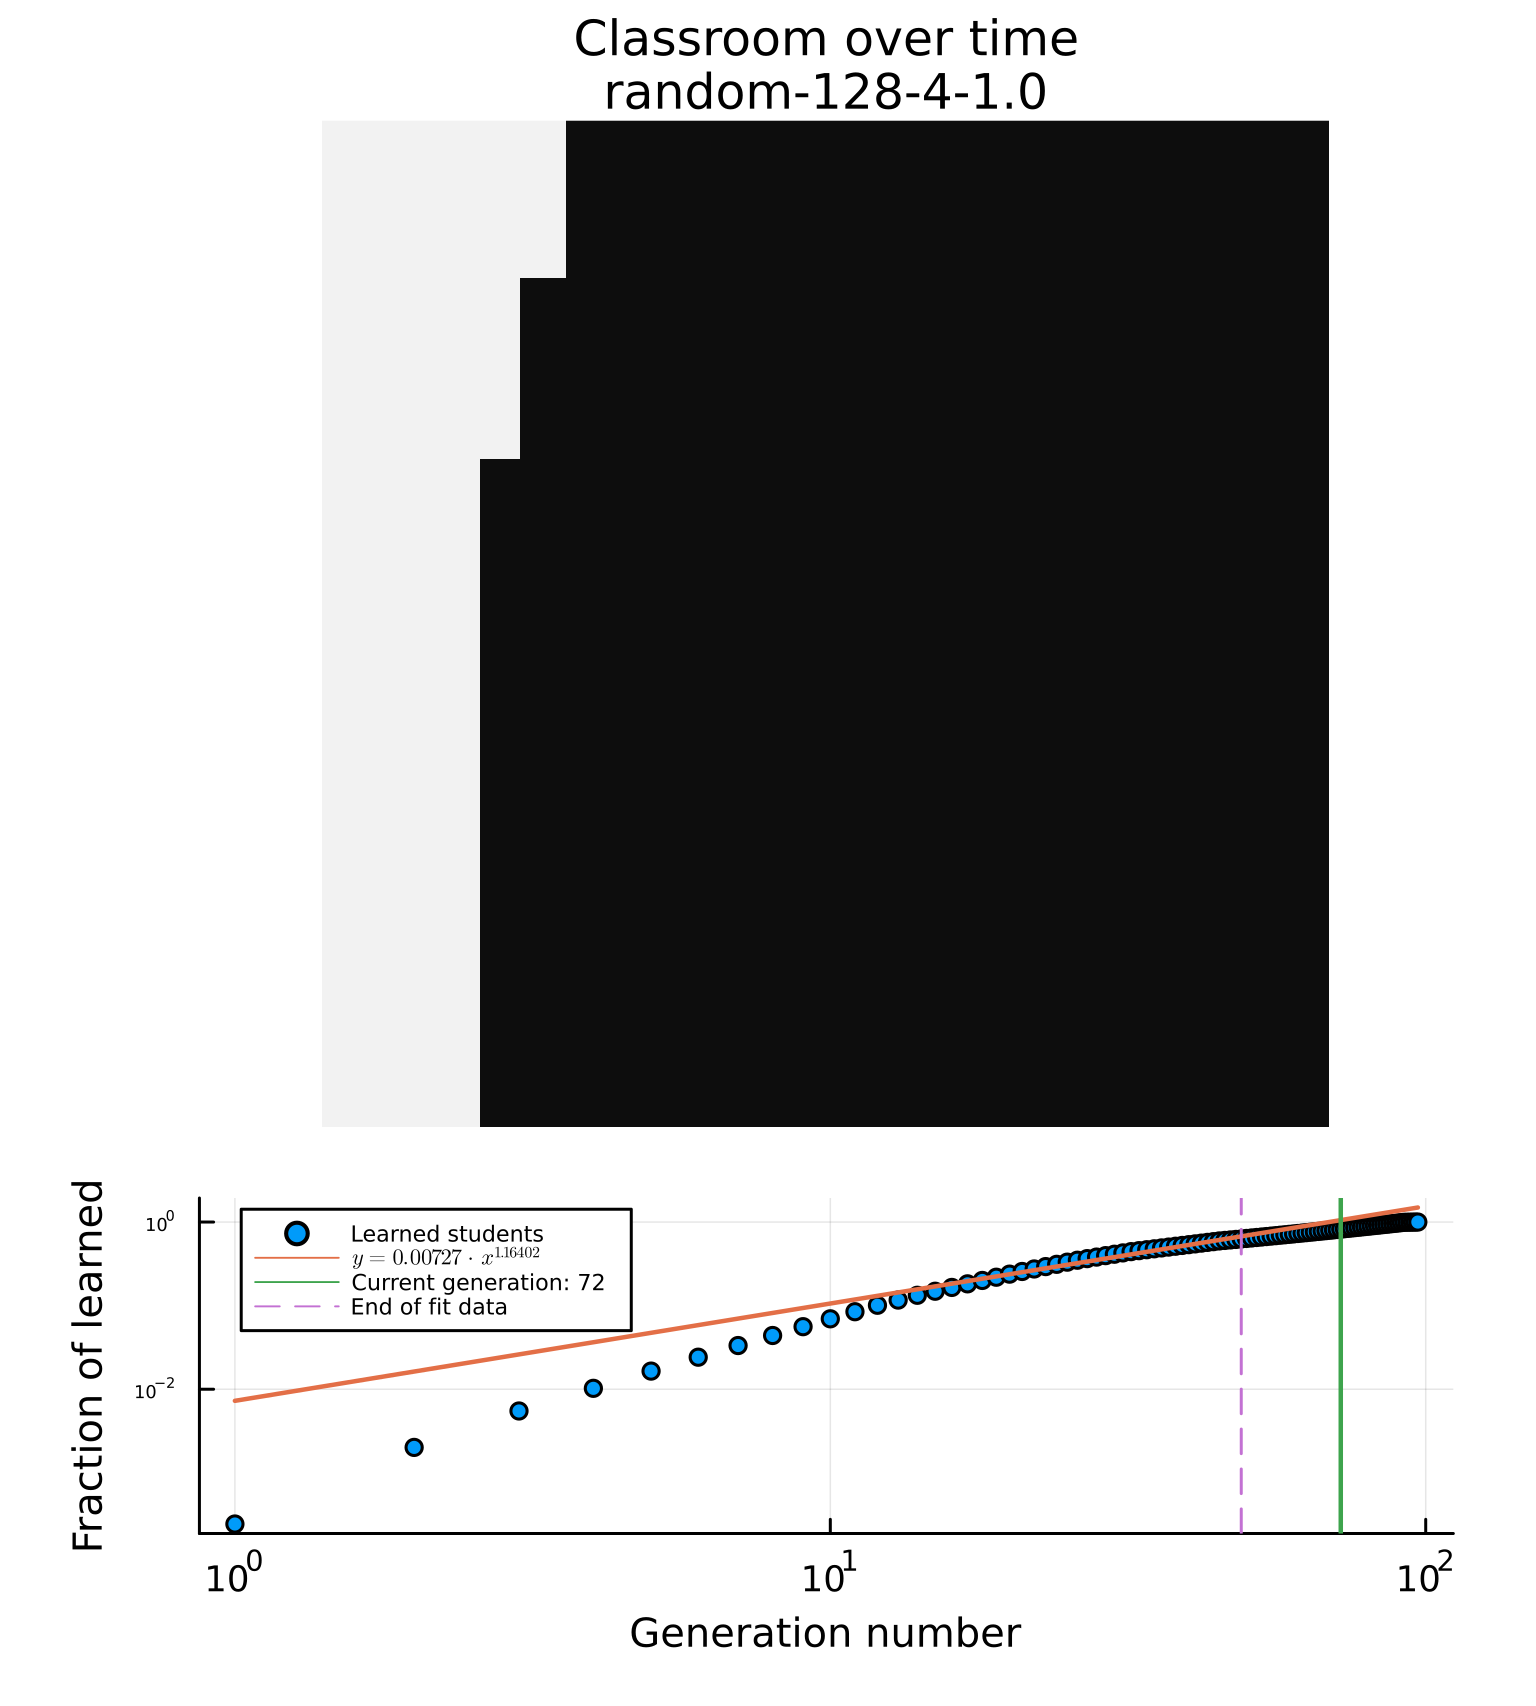 Classroom over time
random-128-4-1.0
Fraction of learned
10⁰
10⁻²
Learned students
y = 0.00727 · x^1.16402
Current generation: 72
End of fit data
10⁰ 10¹ 10²
Generation number